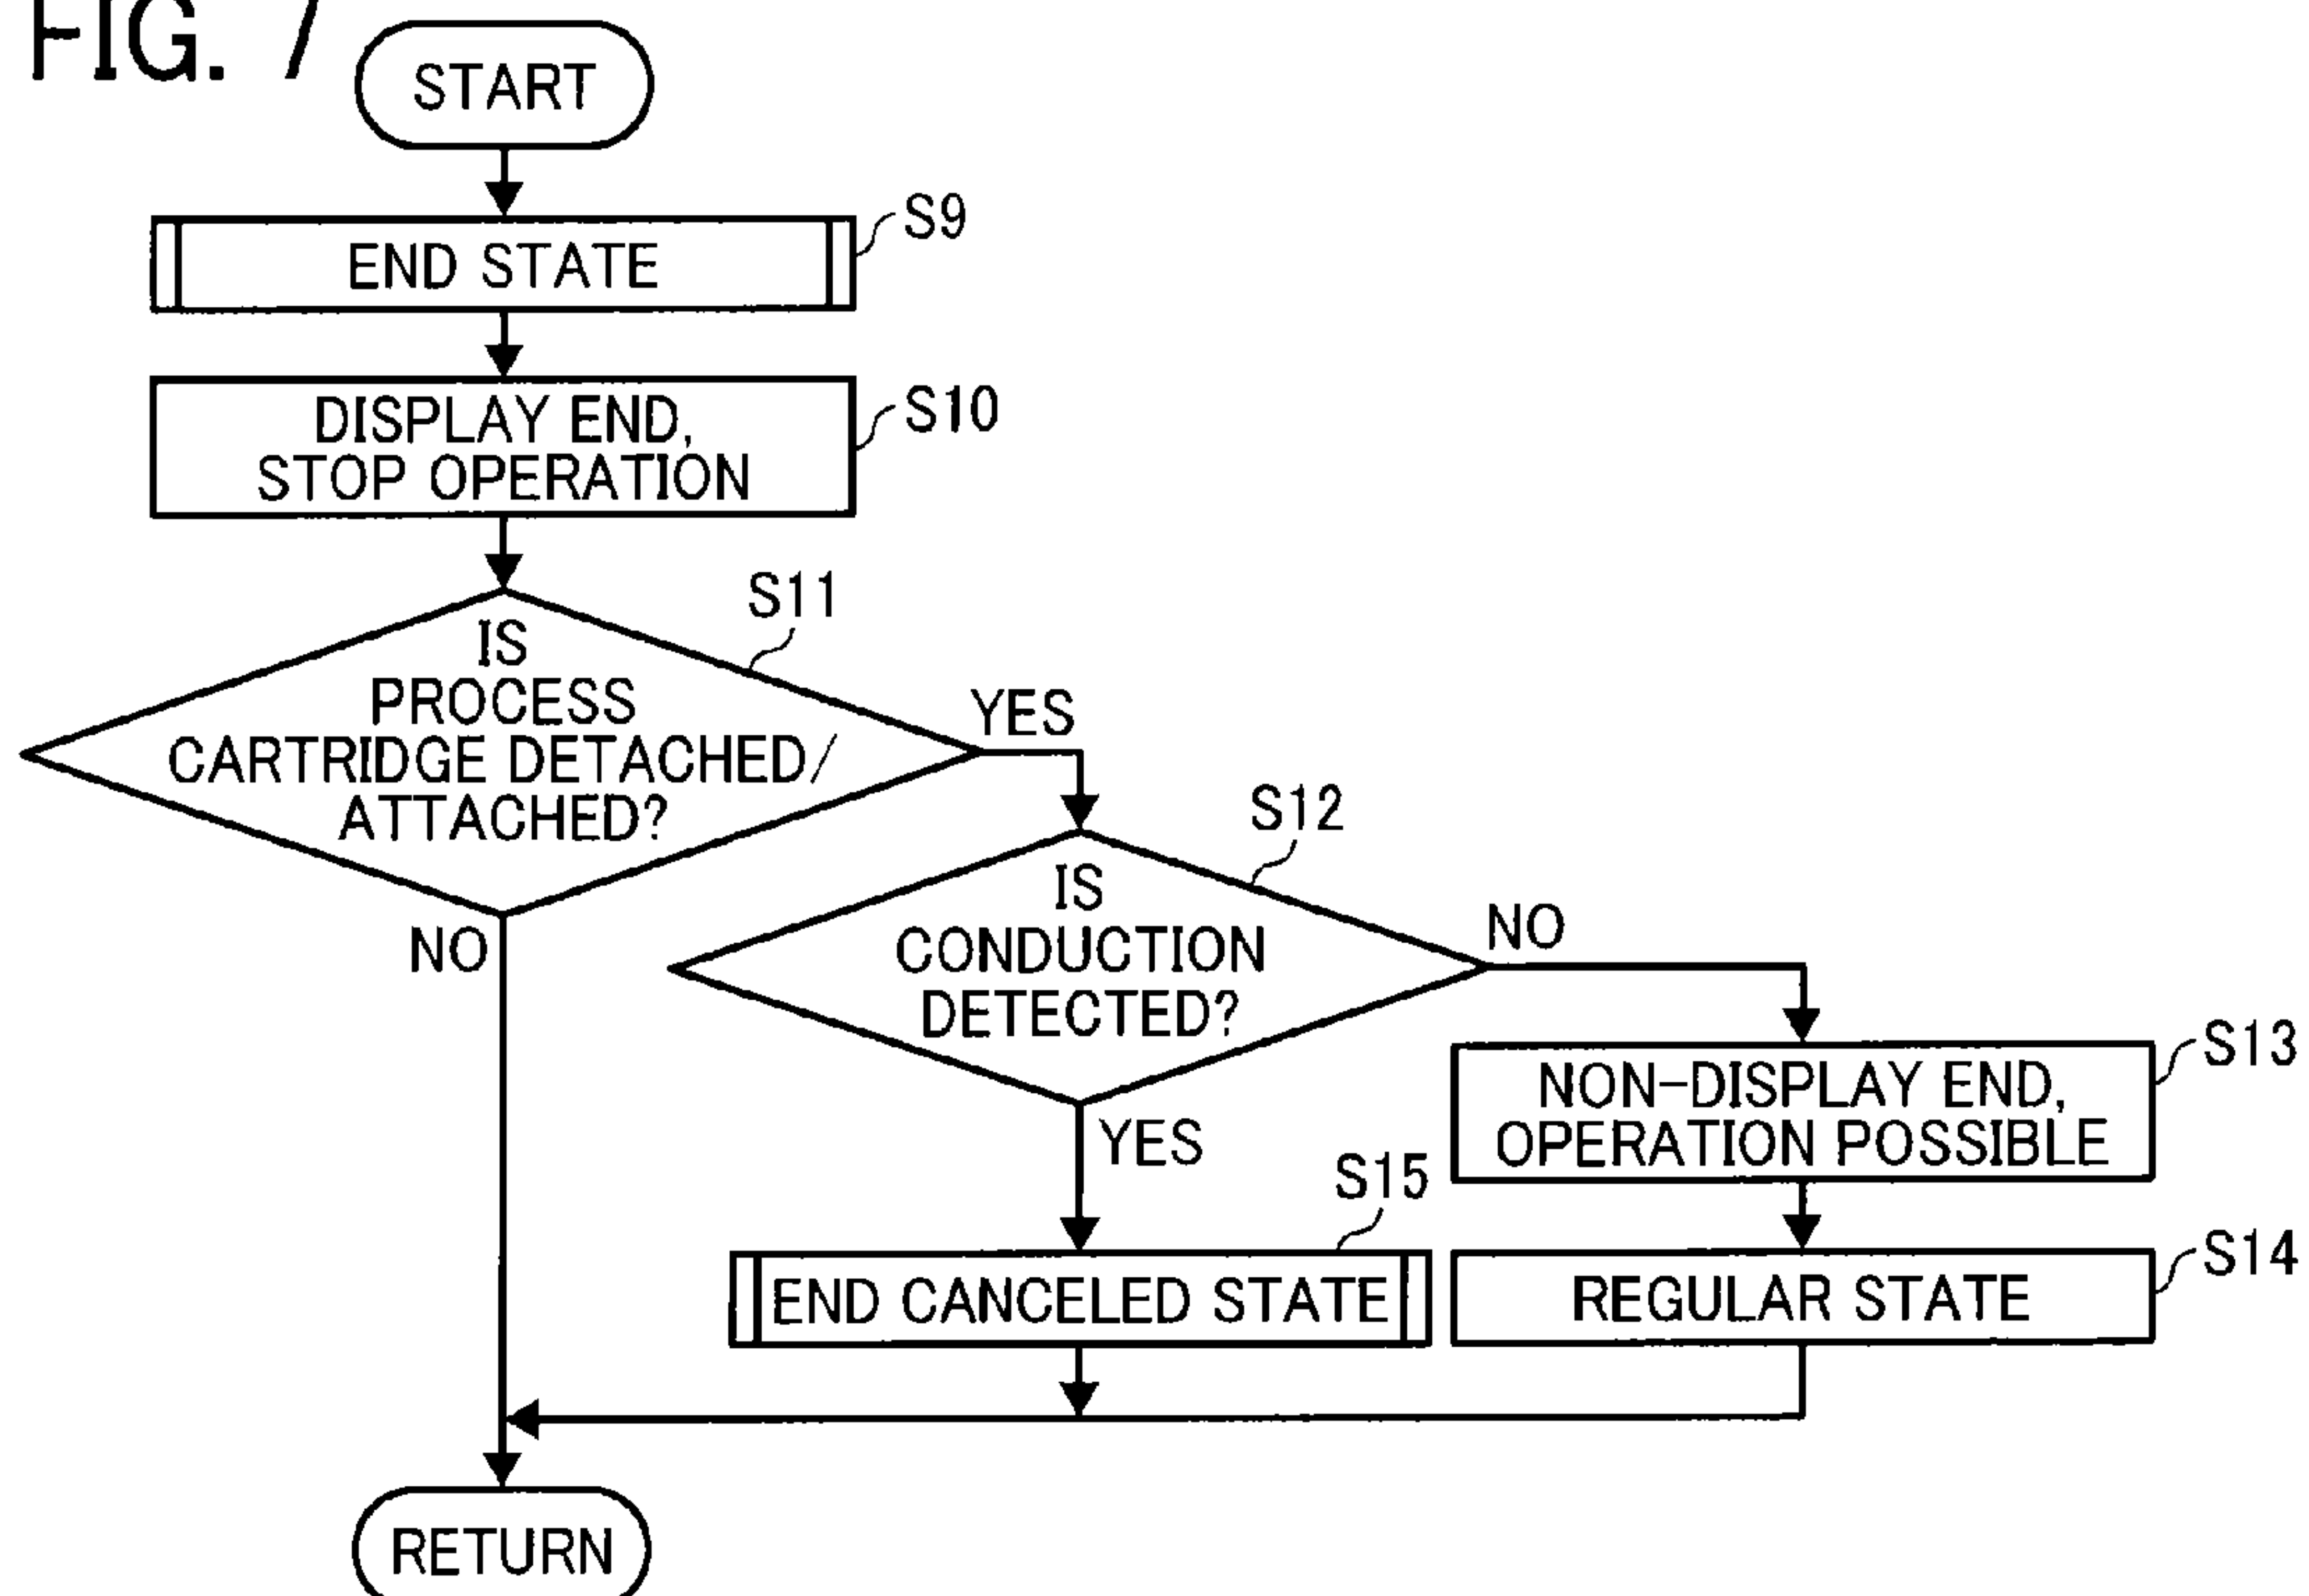 FIG. 7
START
END STATE
S9
DISPLAY END,
STOP OPERATION
S10
S11
IS
PROCESS
CARTRIDGE DETACHED/
ATTACHED?
YES
NO
S12
IS
CONDUCTION
DETECTED?
NO
YES
S13
NON-DISPLAY END,
OPERATION POSSIBLE
S15
END CANCELED STATE
S14
REGULAR STATE
RETURN